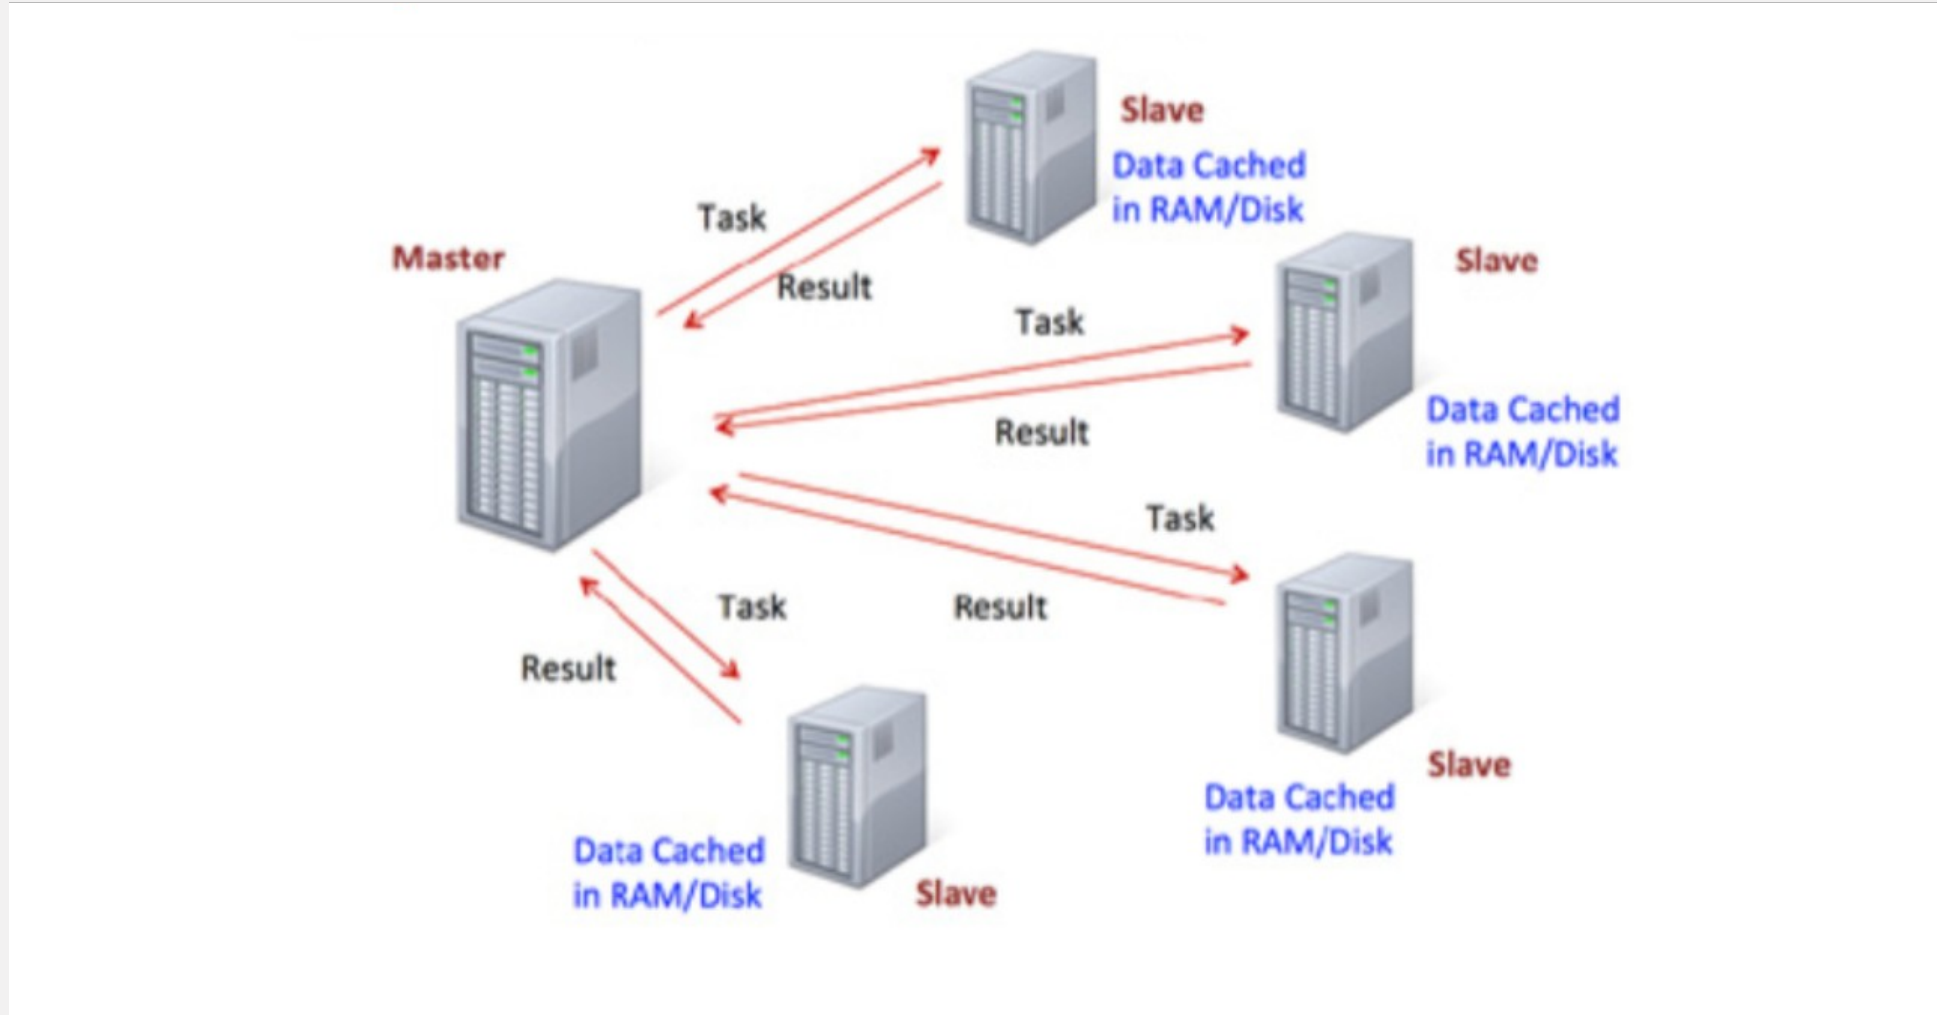 Slave
Data Cached
in RAM/Disk
Task
Master
Result
Slave
Task
Data Cached
in RAM/Disk
Result
Task
Task
Result
Result
Slave
Data Cached
in RAM/Disk
Data Cached
in RAM/Disk
Slave